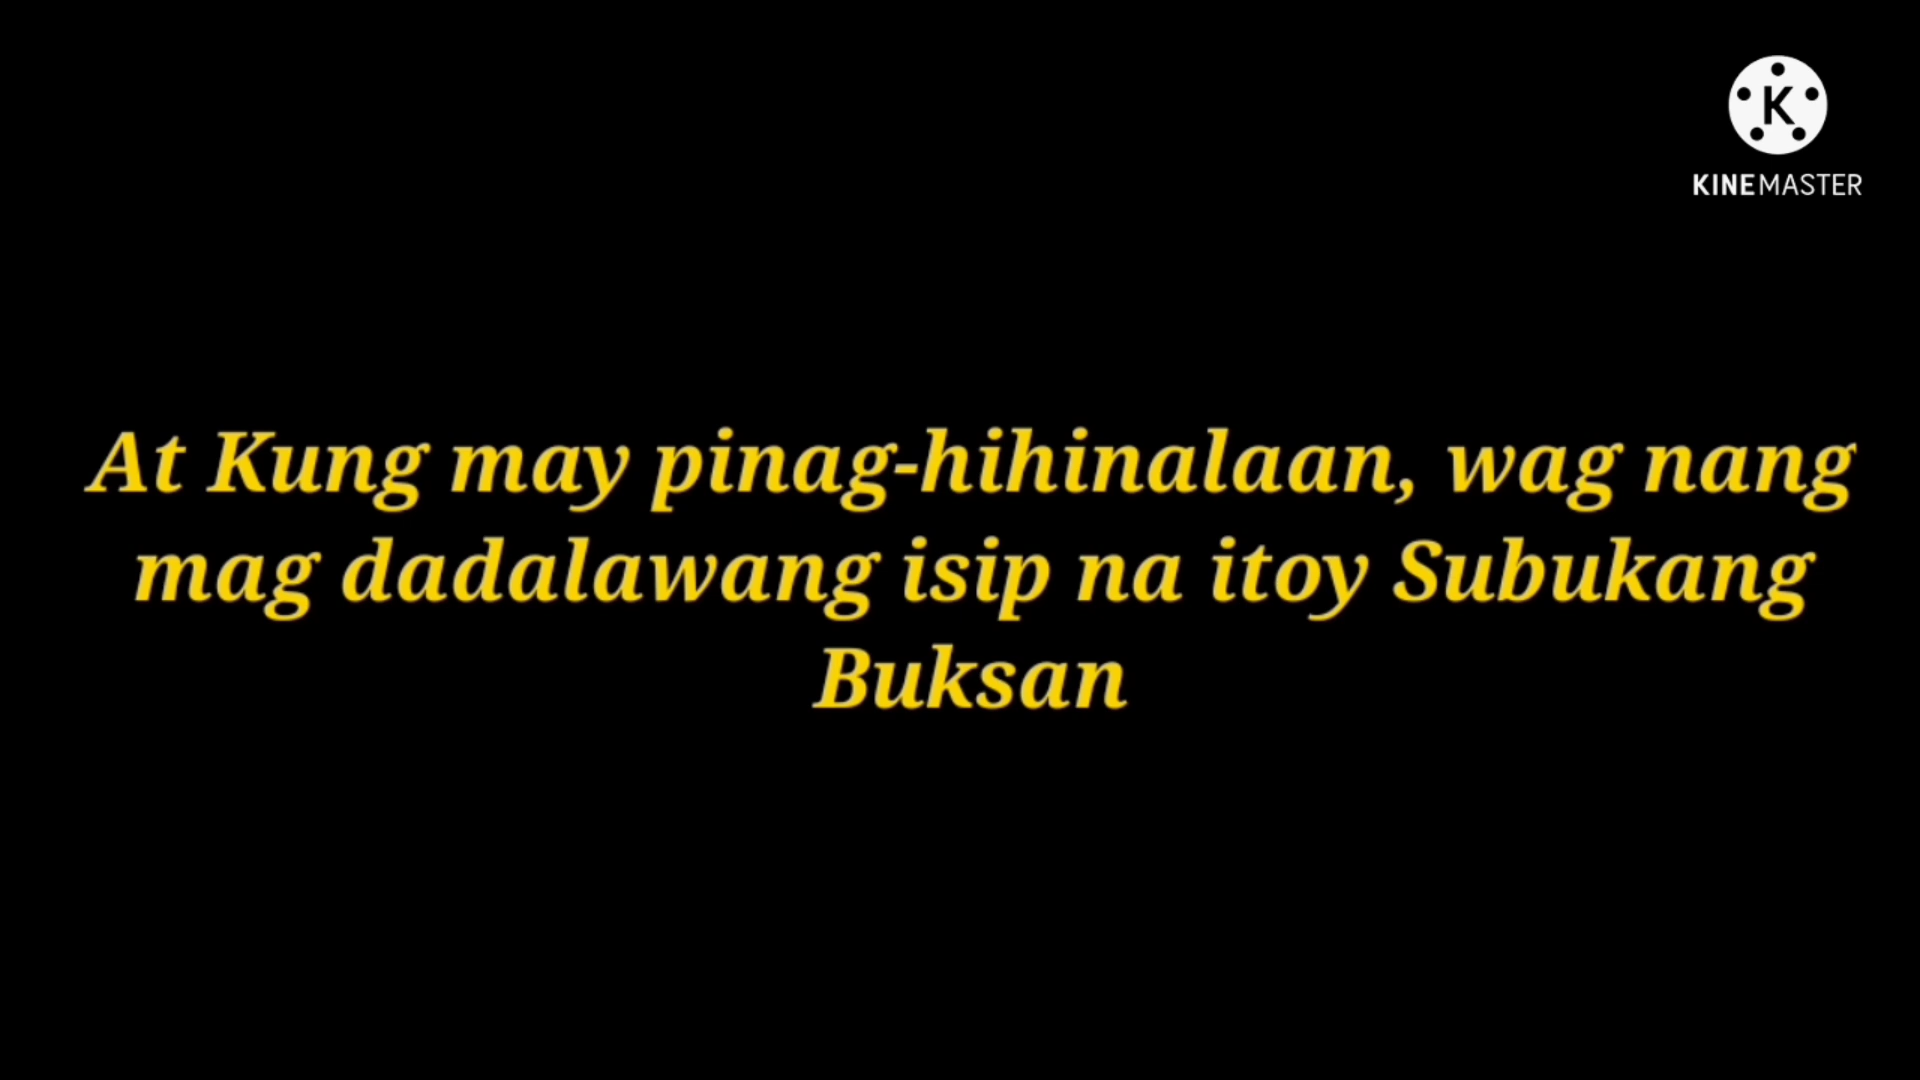 K
KINEMASTER
At Kung may pinag-hihinalaan, wag nang
mag dadalawang isip na itoy Subukang
Buksan